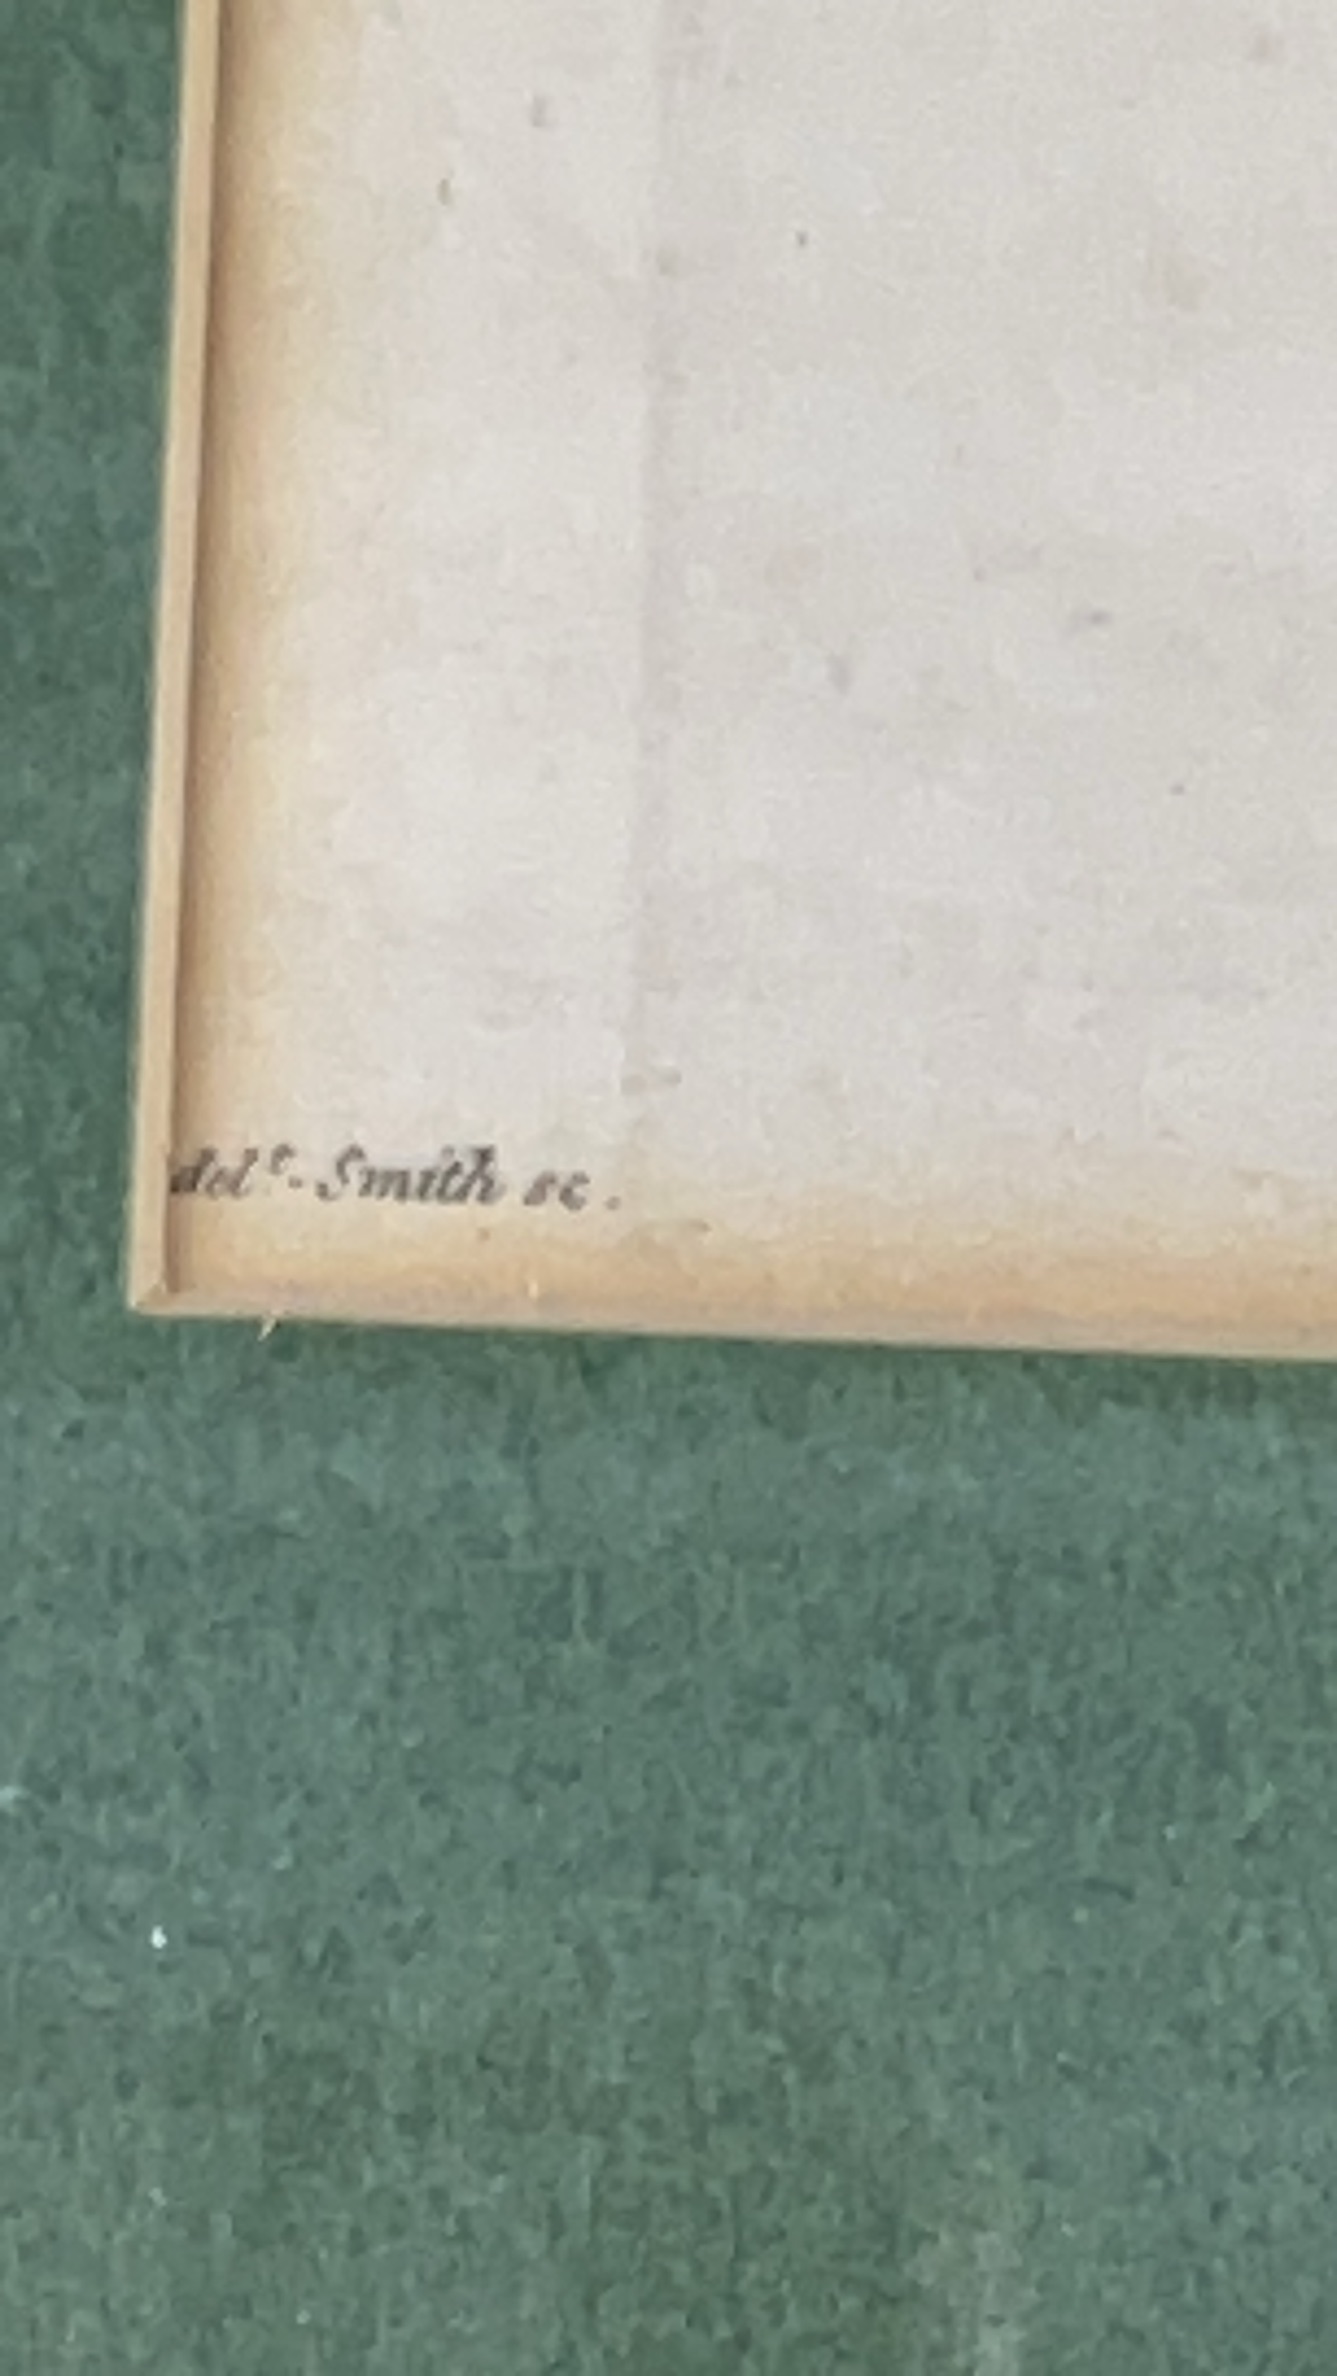 delt. - Smith sc.